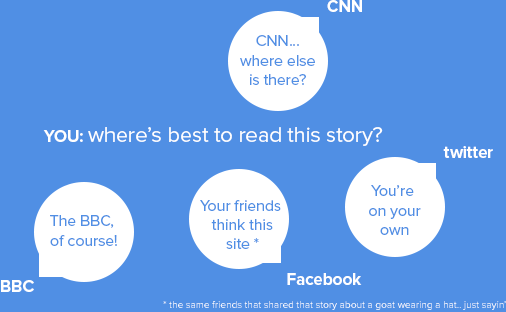 CNN
CNN...
where else
is there?
YOU: where's best to read this story?
twitter
You're
on your
own
Your friends
think this
site *
The BBC,
of course!
BBC
Facebook
* the same friends that shared that story about a goat wearing a hat.. just sayin'